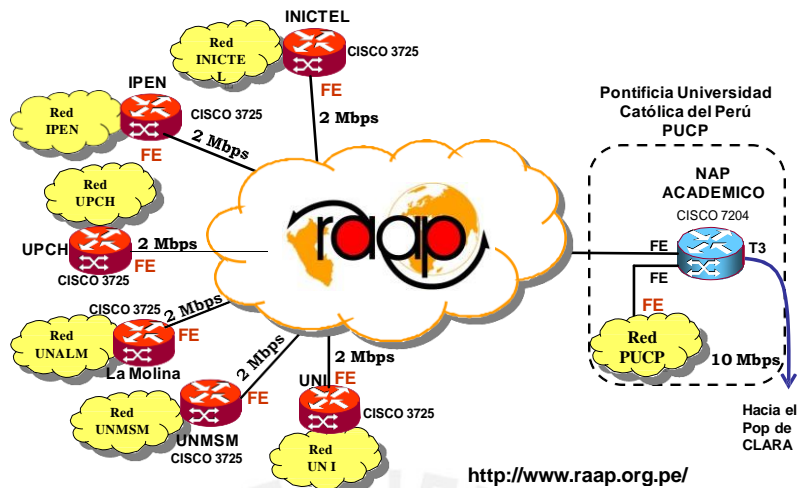 INICTEL
Red
INICTE
L
CISCO 3725
FE
2 Mbps
IPEN
Red
IPEN
CISCO 3725
FE
2 Mbps
Red
UPCH
UPCH
2 Mbps
FE
CISCO 3725
CISCO 3725
Red
UNALM
FE
2 Mbps
La Molina
Red
UNMSM
2 Mbps
FE
UNMSM
CISCO 3725
2 Mbps
UNI
FE
CISCO 3725
Red
UN I
raap
Pontificia Universidad
Católica del Perú
PUCP
NAP
ACADEMICO
CISCO 7204
FE
T3
FE
FE
Red
PUCP
10 Mbps
Hacia el
Pop de
CLARA
http://www.raap.org.pe/